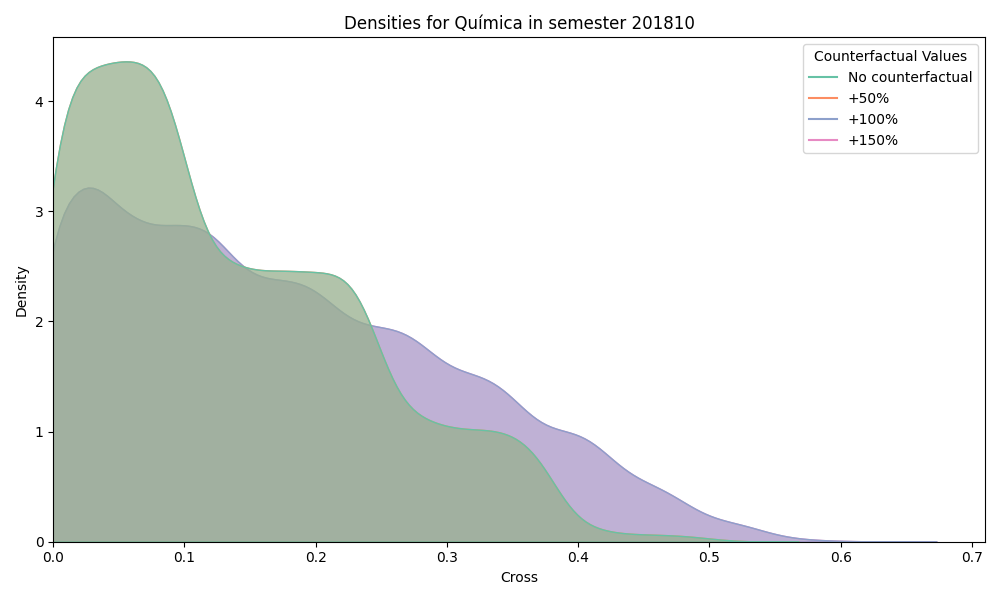 Densities for Química in semester 201810
Counterfactual Values
No counterfactual
+50%
+100%
+150%
Density
4
3
2
1
0
0.0 0.1 0.2 0.3 0.4 0.5 0.6 0.7
Cross